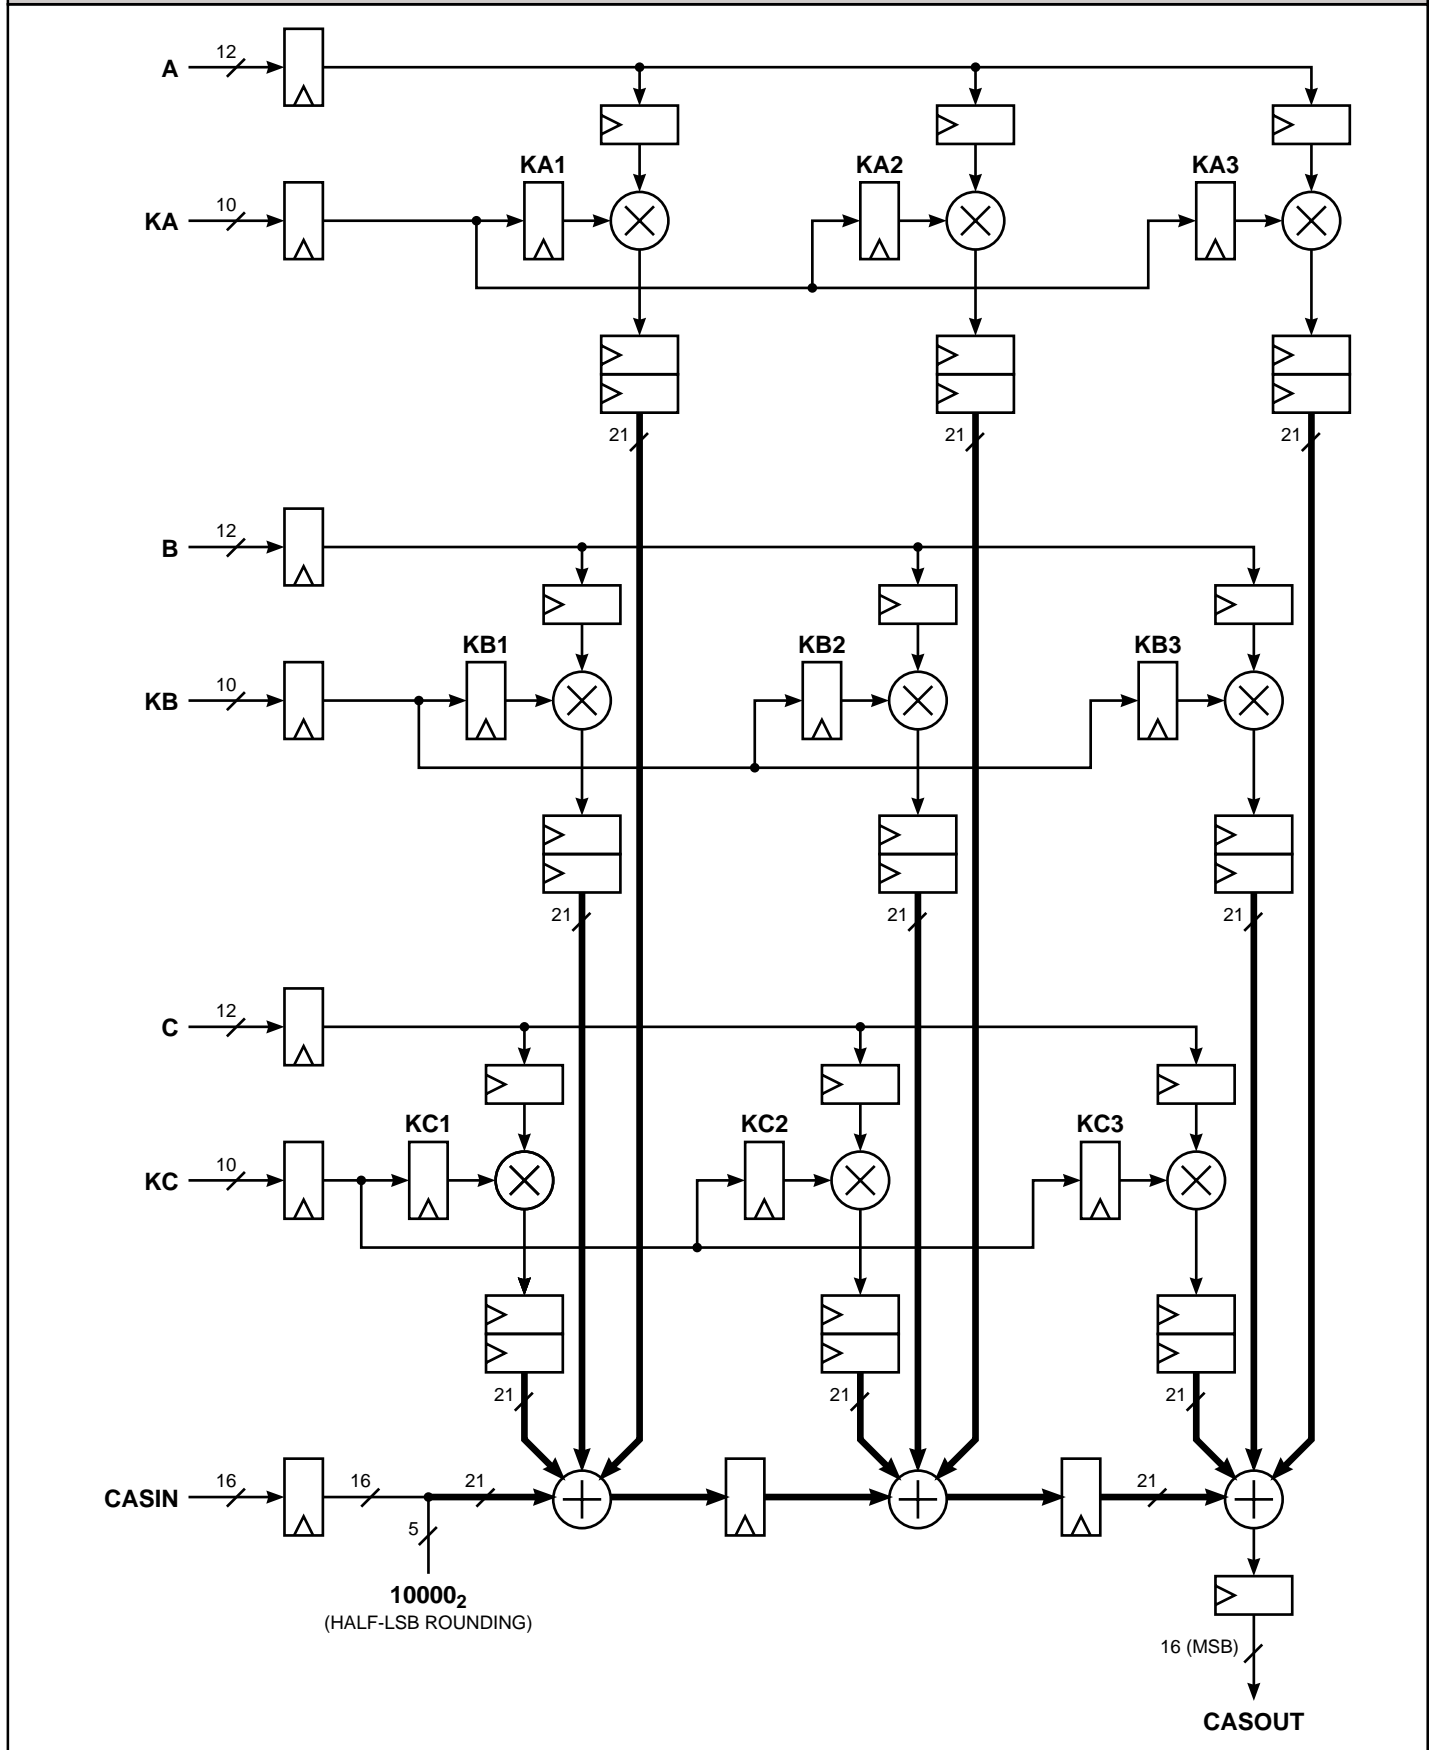 A 12
KA1 KA2 KA3
KA 10
21 21 21
B 12
KB1 KB2 KB3
KB 10
21 21 21
C 12
KC1 KC2 KC3
KC 10
21 21 21
CASIN 16 16 21 21
5
10000₂
(HALF-LSB ROUNDING)
16 (MSB)
CASOUT